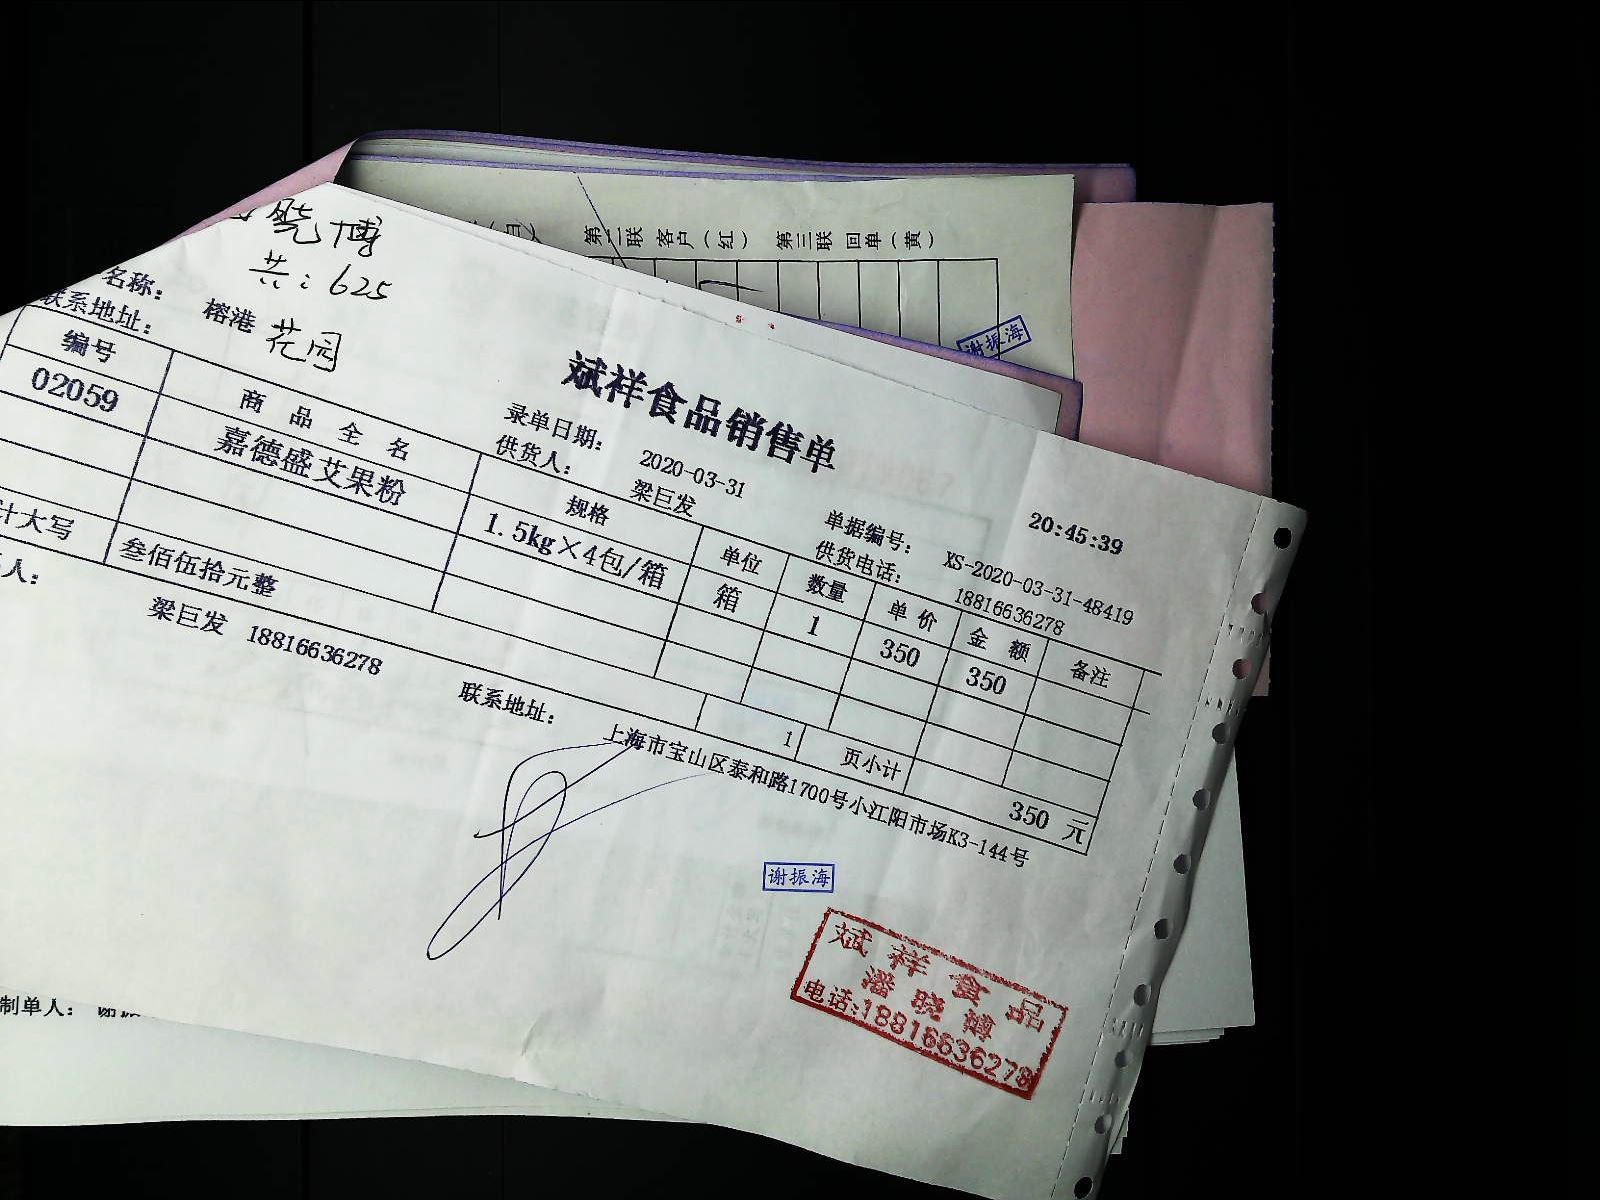 晓博
共：625
名称： 榕港 花园
联系地址：
斌祥食品销售单
录单日期： 2020-03-31
20:45:39
供货人： 梁巨发
单据编号： XS-2020-03-31-48419
供货电话： 18816636278
编号 商品全名 规格 单位 数量 单价 金额 备注
02059 嘉德盛艾果粉 1.5kg×4包/箱 箱 1 350 350
计大写 叁佰伍拾元整 1 页小计 350 元
人： 梁巨发 18816636278 联系地址： 上海市宝山区泰和路1700号小江阳市场K3-144号
谢振海
斌祥食品
潘晓博
电话:18816636278
制单人：
第二联 客户（红） 第三联 回单（黄）
谢振海